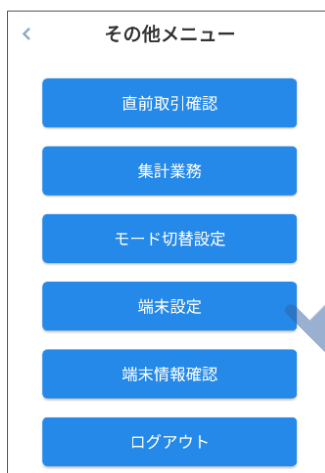 その他メニュー
直前取引確認
集計業務
モード切替設定
端末設定
端末情報確認
ログアウト